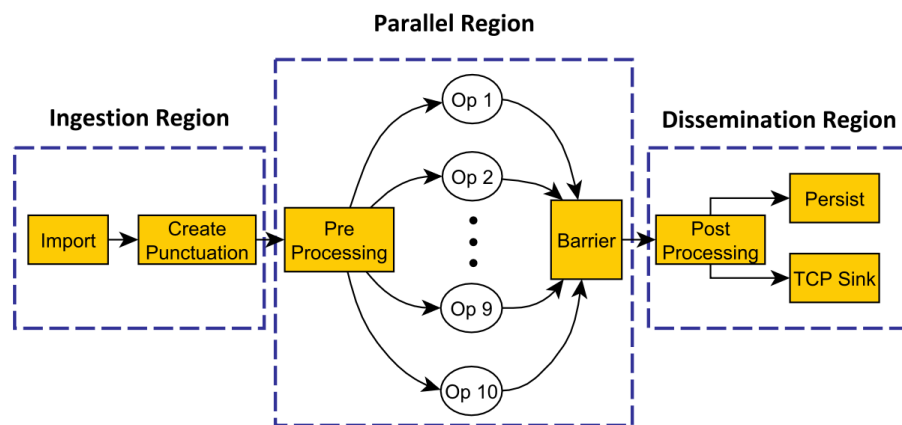 Parallel Region
Ingestion Region
Dissemination Region
Op 1
Op 2
Import
Create
Punctuation
Pre
Processing
Barrier
Post
Processing
Persist
TCP Sink
Op 9
Op 10